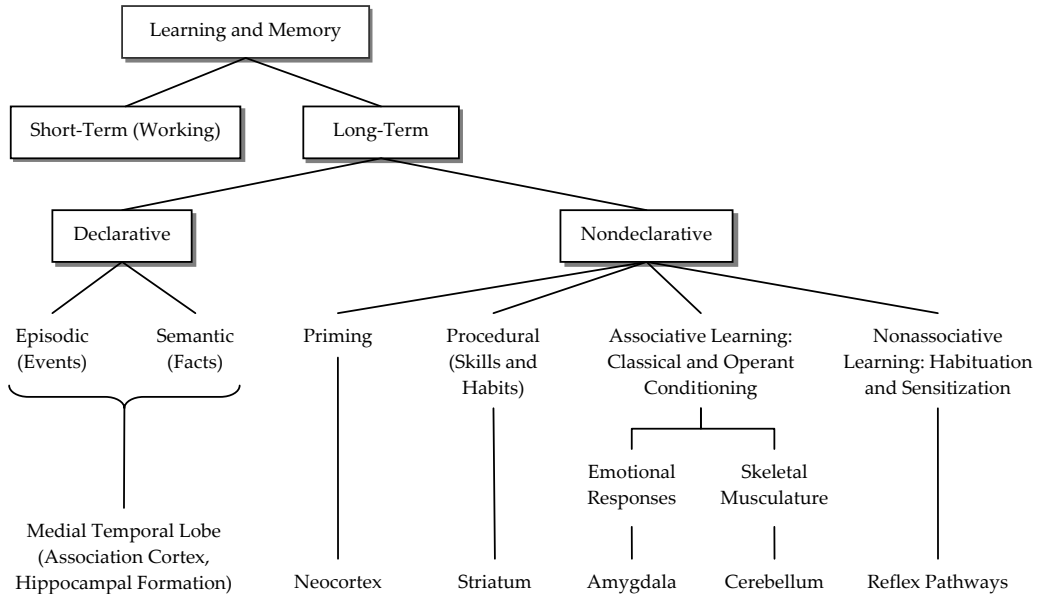 Learning and Memory
Short-Term (Working)
Long-Term
Declarative
Nondeclarative
Episodic
(Events)
Semantic
(Facts)
Priming
Procedural
(Skills and
Habits)
Associative Learning:
Classical and Operant
Conditioning
Nonassociative
Learning: Habituation
and Sensitization
Emotional
Responses
Skeletal
Musculature
Medial Temporal Lobe
(Association Cortex,
Hippocampal Formation)
Neocortex
Striatum
Amygdala
Cerebellum
Reflex Pathways